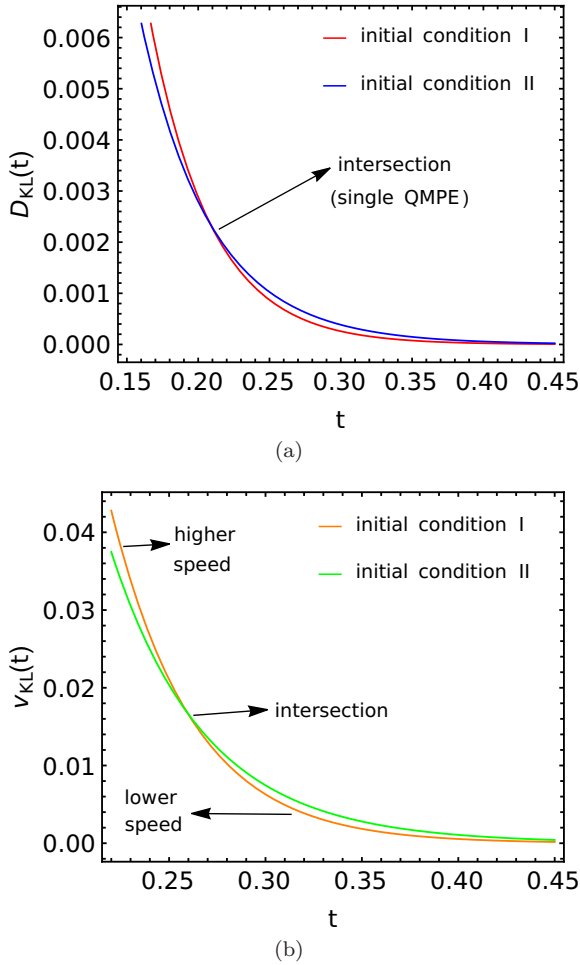 0.006
0.005
0.004
0.003
0.002
0.001
0.000
D_KL(t)
initial condition I
initial condition II
intersection
(single QMPE)
0.15 0.20 0.25 0.30 0.35 0.40 0.45
t
(a)
0.04
0.03
0.02
0.01
0.00
v_KL(t)
initial condition I
initial condition II
higher
speed
intersection
lower
speed
0.25 0.30 0.35 0.40 0.45
t
(b)